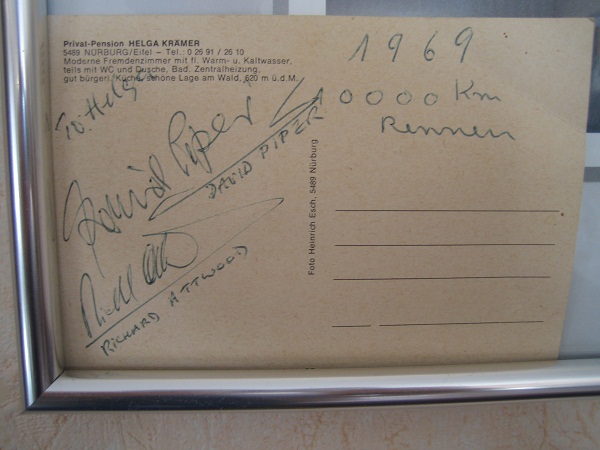 Privat-Pension HELGA KRÄMER
5489 NÜRBURG/Eifel – Tel.: 0 26 91 / 26 10
Moderne Fremdenzimmer mit fl. Warm- u. Kaltwasser,
teils mit WC und Dusche, Bad, Zentralheizung,
gut bürgerl. Küche, schöne Lage am Wald, 620 m ü.d.M.
1969
10000 Km
Rennen
TO: Helga
David Piper
DAVID PIPER
RICHARD ATTWOOD
Foto Heinrich Esch, 5489 Nürburg